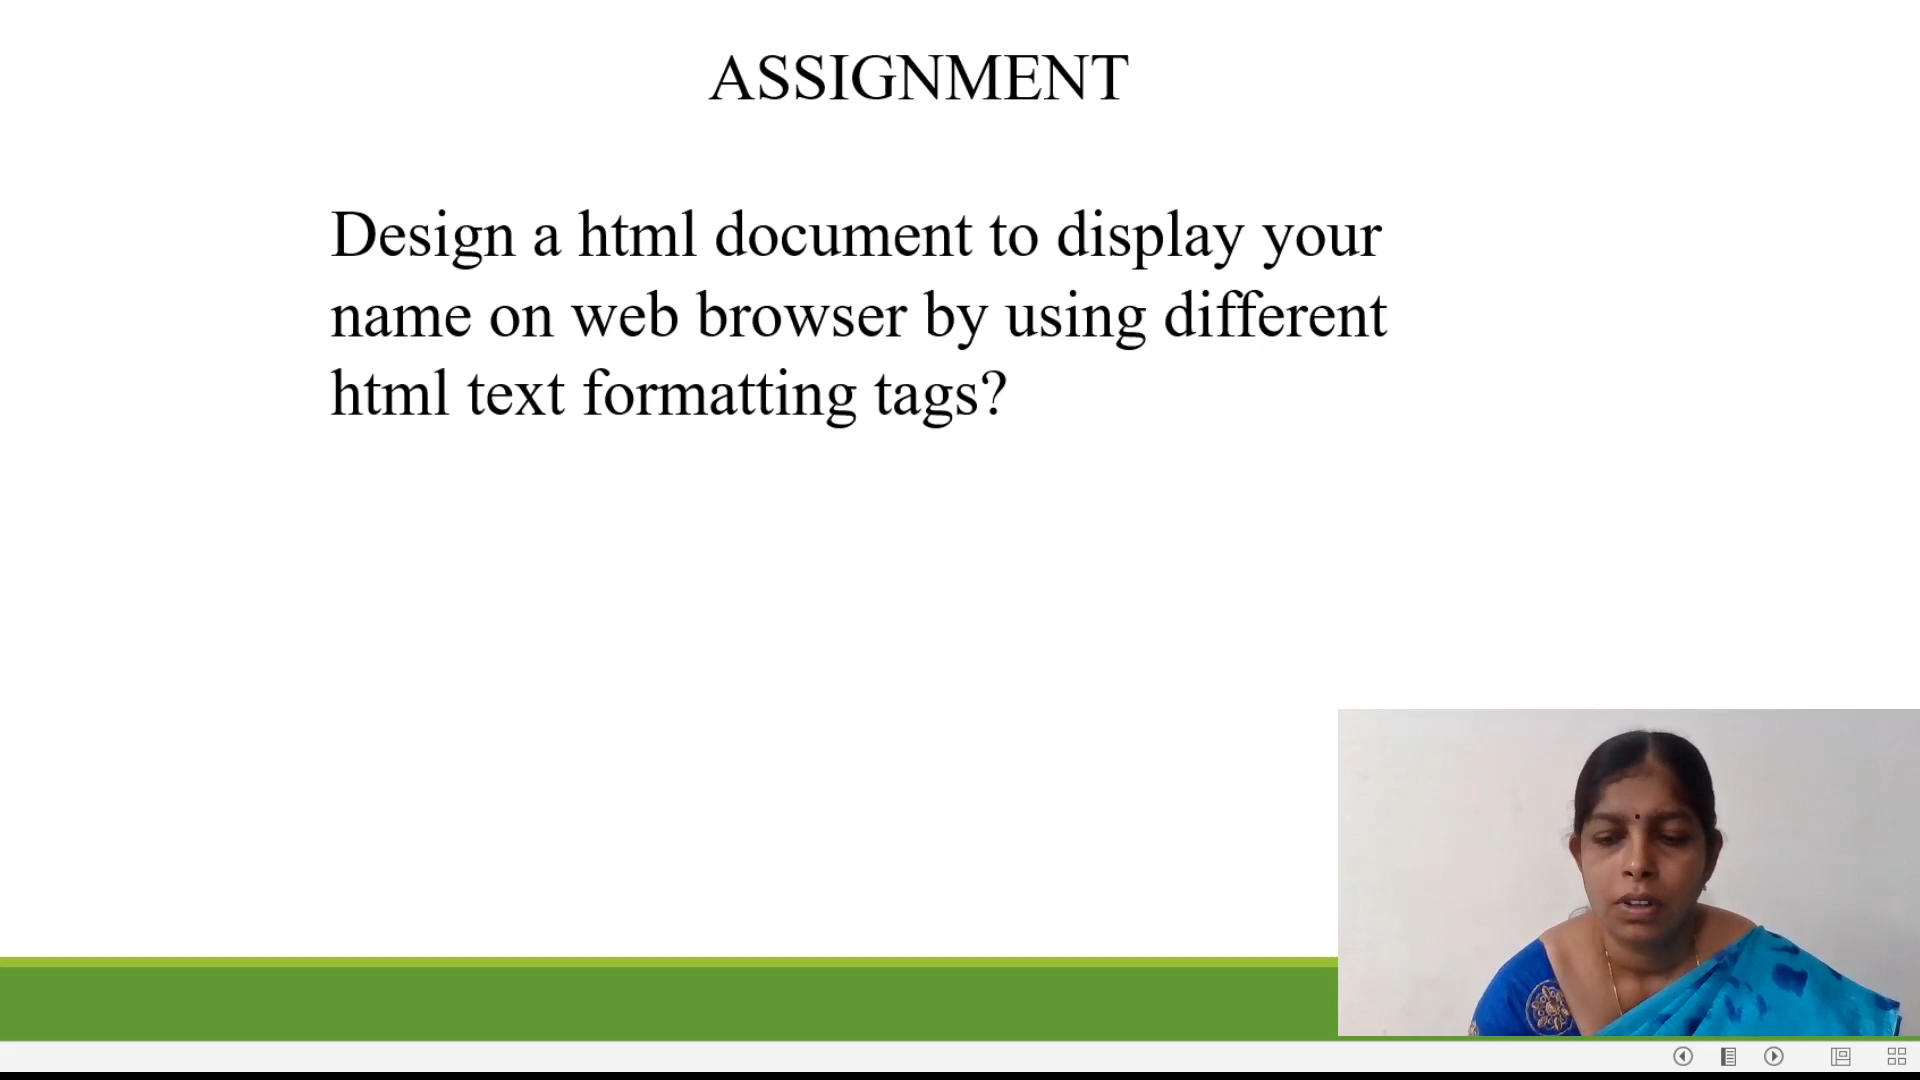 ASSIGNMENT
Design a html document to display your
name on web browser by using different
html text formatting tags?